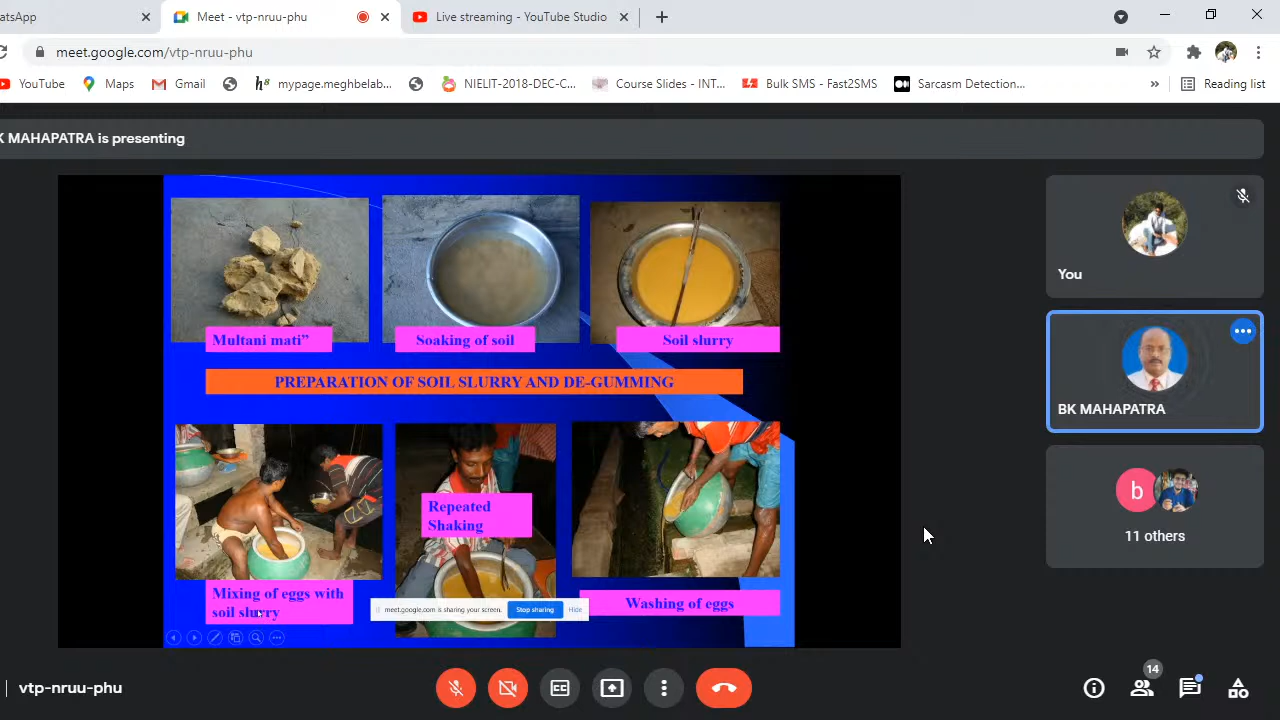 atsApp
Meet - vtp-nruu-phu
Live streaming - YouTube Studio
meet.google.com/vtp-nruu-phu
YouTube
Maps
Gmail
mypage.meghbelab...
NIELIT-2018-DEC-C...
Course Slides - INT...
Bulk SMS - Fast2SMS
Sarcasm Detection...
»
Reading list
K MAHAPATRA is presenting
Multani mati”
Soaking of soil
Soil slurry
PREPARATION OF SOIL SLURRY AND DE-GUMMING
Mixing of eggs with
soil slurry
Repeated
Shaking
Washing of eggs
meet.google.com is sharing your screen.
Stop sharing
Hide
You
BK MAHAPATRA
b
11 others
vtp-nruu-phu
CC
14